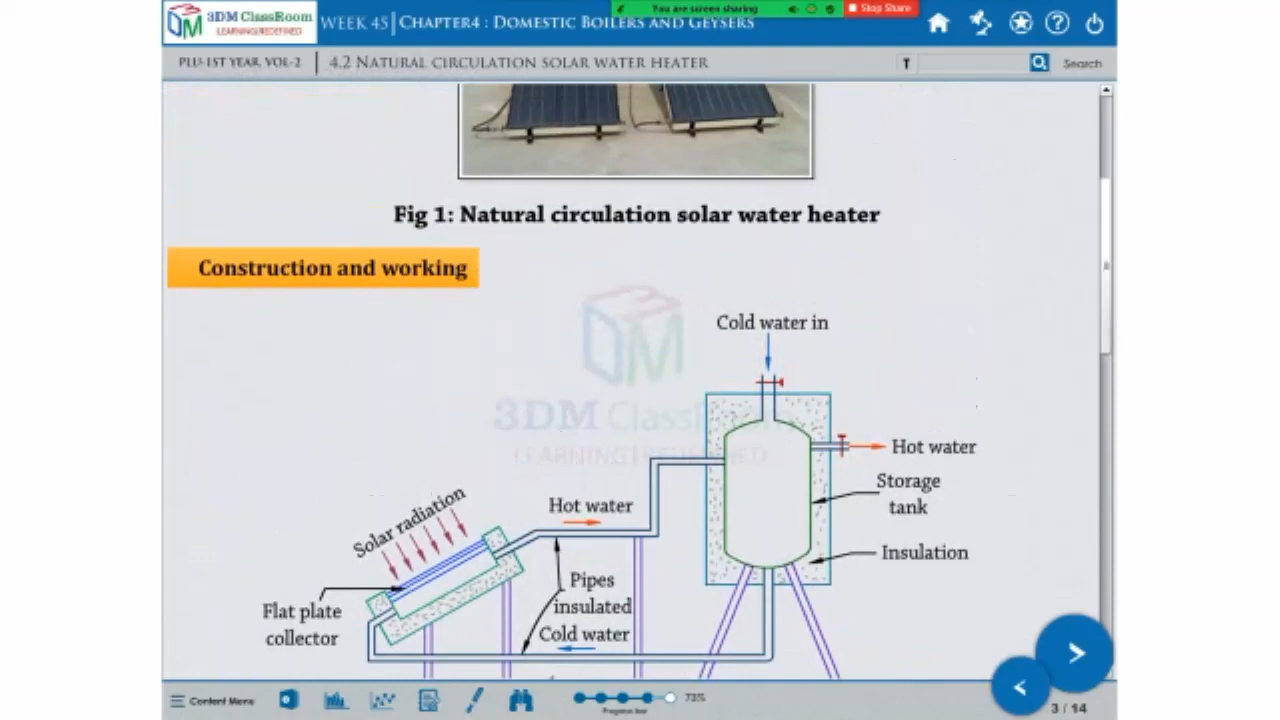 3DM ClassRoom
LEARNING REDEFINED
WEEK 45 CHAPTER4 : DOMESTIC BOILERS AND GEYSERS
You are screen sharing
Stop Share
PLU-1ST YEAR, VOL-2
4.2 NATURAL CIRCULATION SOLAR WATER HEATER
T
Search
Fig 1: Natural circulation solar water heater
Construction and working
3DM ClassRoom
LEARNING REDEFINED
Cold water in
Hot water
Storage
tank
Insulation
Solar radiation
Hot water
Pipes
insulated
Cold water
Flat plate
collector
Content Menu
Progress bar
73%
3 / 14